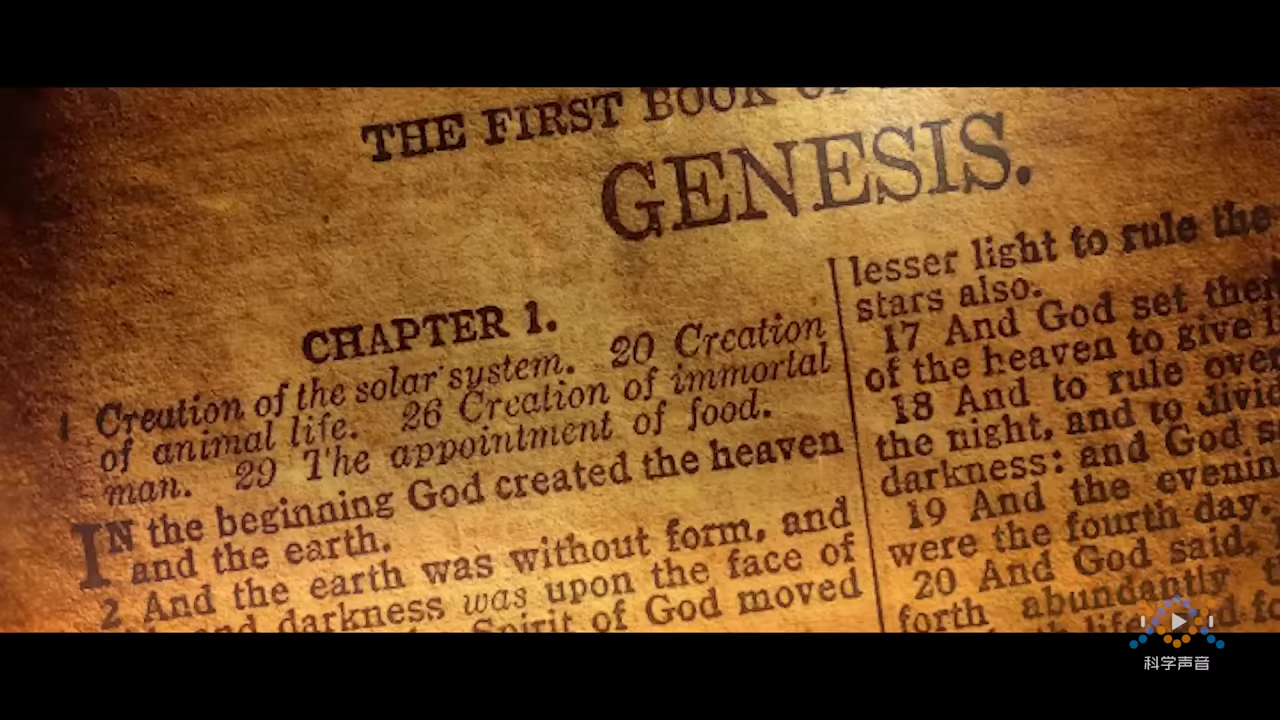 THE FIRST BOOK
GENESIS.
CHAPTER 1.
1 Creation of the solar system. 20 Creation
of animal life. 26 Creation of immortal
man. 29 The appointment of food.
IN the beginning God created the heaven
and the earth.
2 And the earth was without form, and
darkness was upon the face of
Spirit of God moved
lesser light to rule the
stars also.
17 And God set them
of the heaven to give
18 And to rule over
the night, and to
darkness: and God
19 And the evening
were the fourth day.
20 And God said,
forth abundantly
科学声音